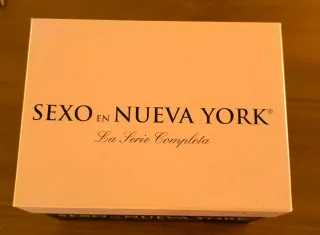 SEXO EN NUEVA YORK®
La Serie Completa